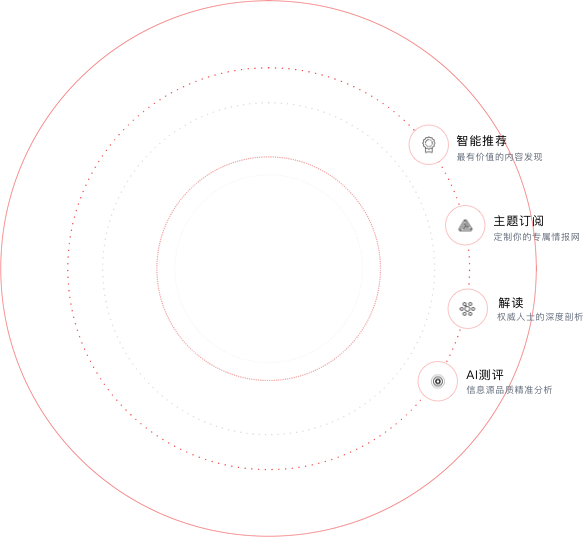 智能推荐
最有价值的内容发现
主题订阅
定制你的专属情报网
解读
权威人士的深度剖析
AI测评
信息源品质精准分析